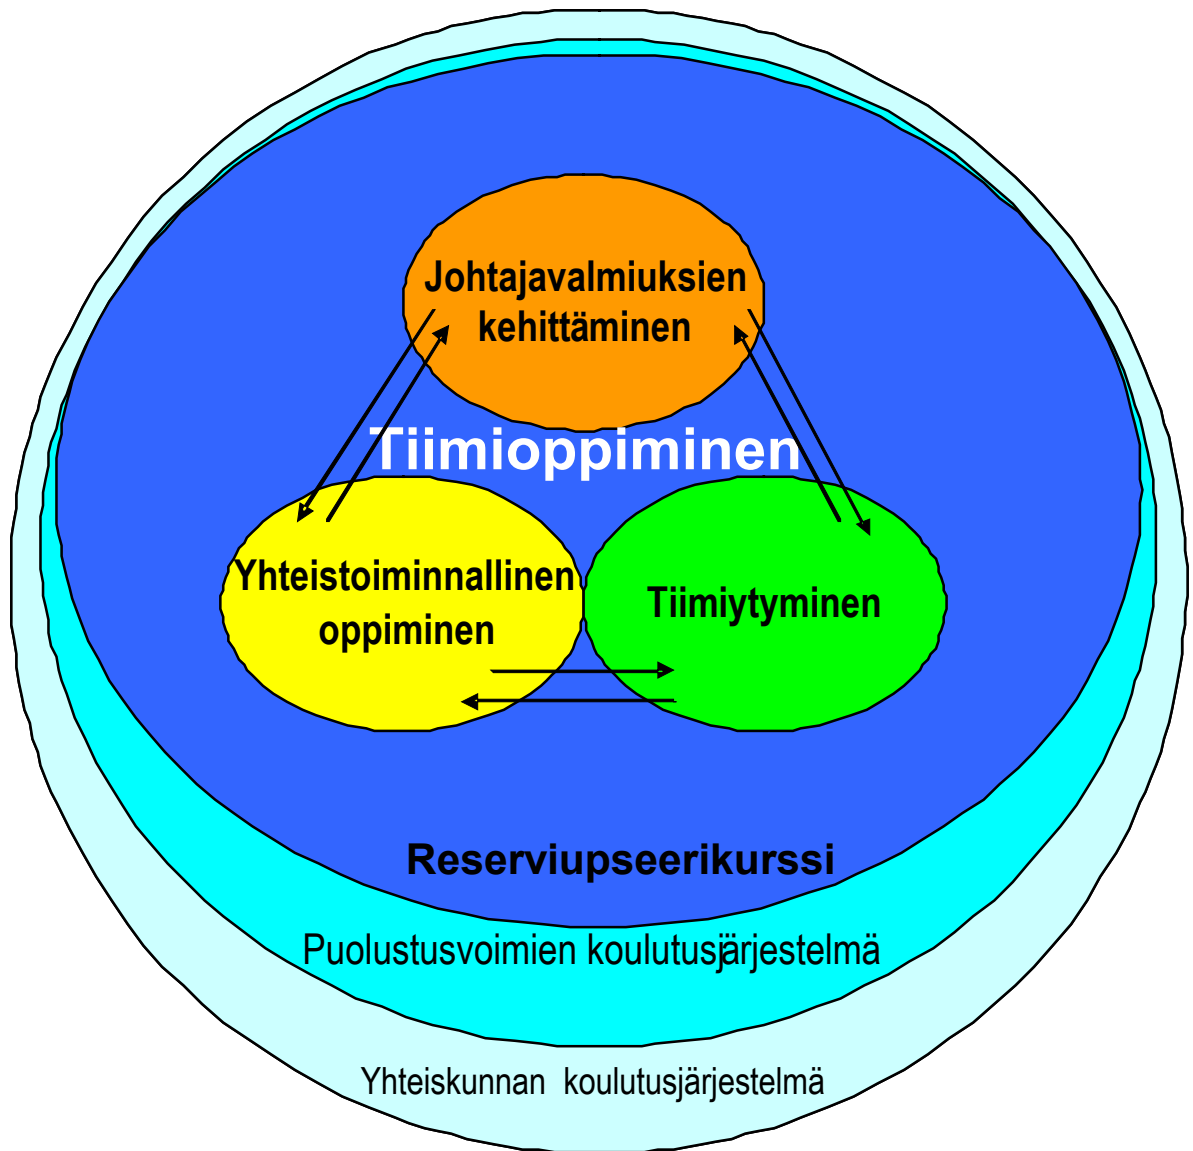 Johtajavalmiuksien
kehittäminen
Tiimioppiminen
Yhteistoiminnallinen
oppiminen
Tiimiytyminen
Reserviupseerikurssi
Puolustusvoimien koulutusjärjestelmä
Yhteiskunnan koulutusjärjestelmä